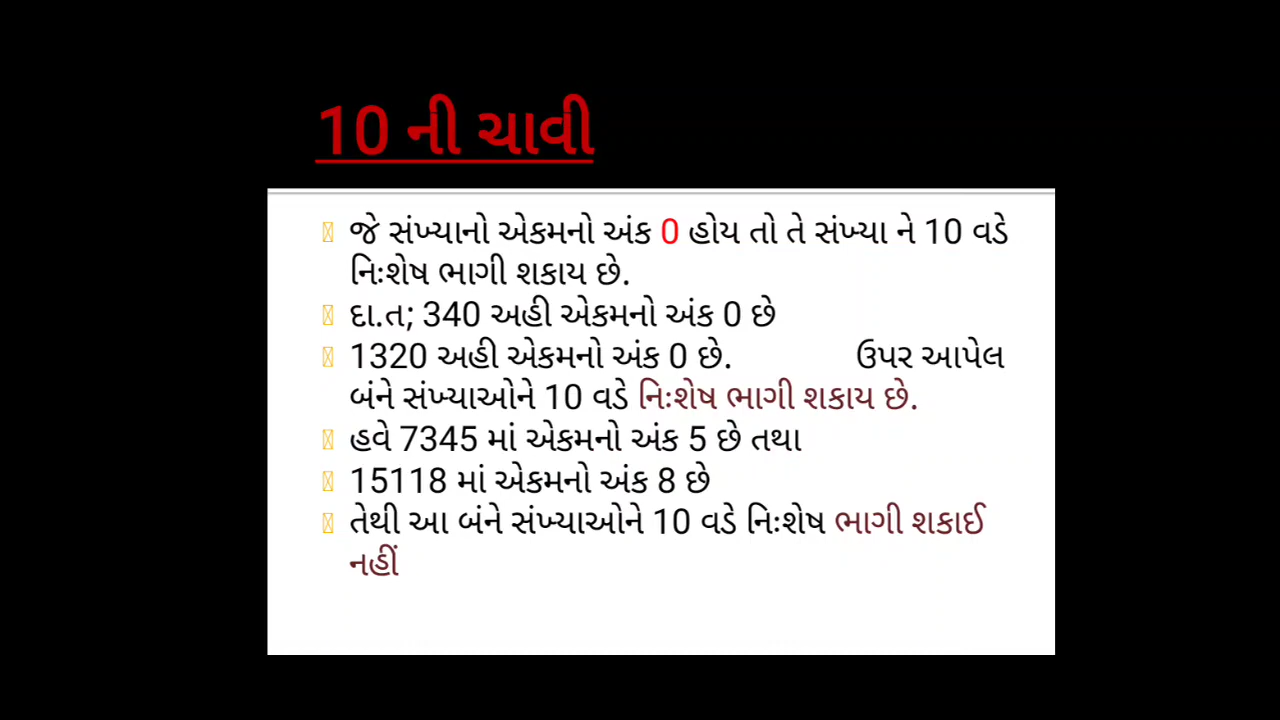 10 ની ચાવી
જે સંખ્યાનો એકમનો અંક 0 હોય તો તે સંખ્યા ને 10 વડે
નિઃશેષ ભાગી શકાય છે.
દા.ત; 340 અહી એકમનો અંક 0 છે
1320 અહી એકમનો અંક 0 છે. ઉપર આપેલ
બંને સંખ્યાઓને 10 વડે નિઃશેષ ભાગી શકાય છે.
હવે 7345 માં એકમનો અંક 5 છે તથા
15118 માં એકમનો અંક 8 છે
તેથી આ બંને સંખ્યાઓને 10 વડે નિઃશેષ ભાગી શકાઈ
નહીં